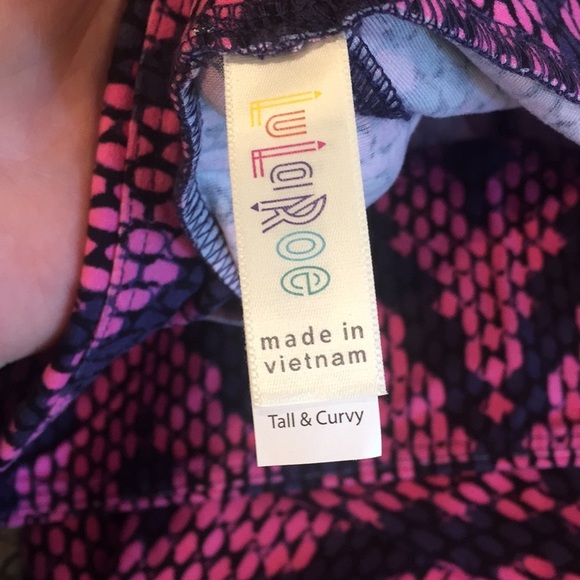 LuLaRoe
made in
vietnam
Tall & Curvy